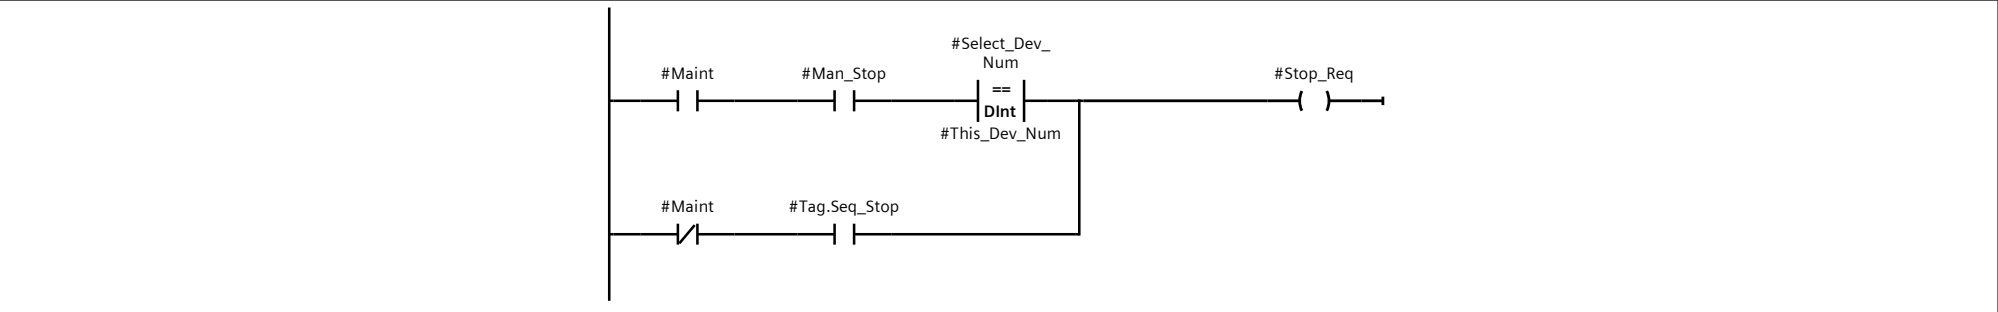 #Select_Dev_
Num
#Maint
#Man_Stop
==
DInt
#This_Dev_Num
#Stop_Req
#Maint
#Tag.Seq_Stop